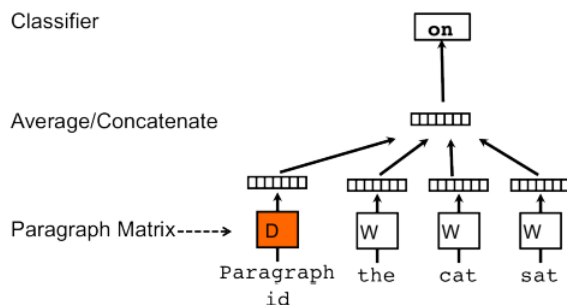 Classifier
on
Average/Concatenate
Paragraph Matrix
D
W
W
W
Paragraph
id
the
cat
sat